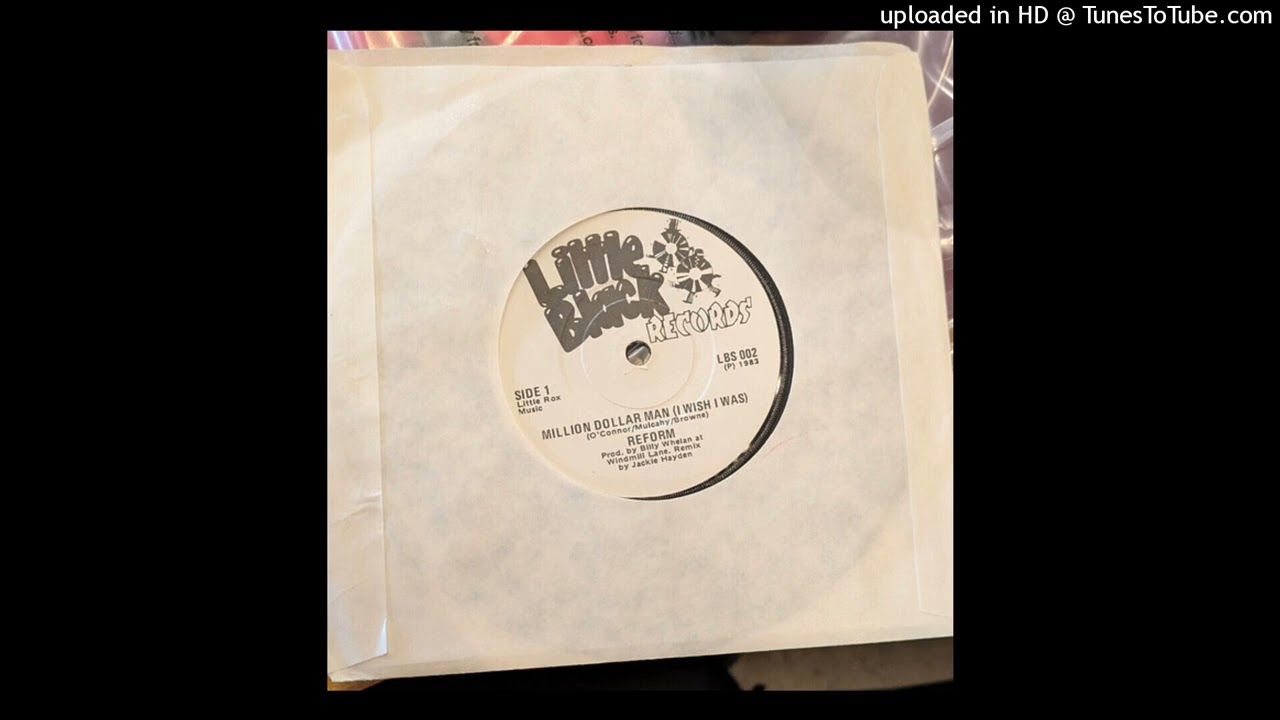 uploaded in HD @ TunesToTube.com
Little
Black
RECORDS
LBS 002
(P) 1983
SIDE 1
Little Rox
Music
MILLION DOLLAR MAN (I WISH I WAS)
(O'Connor/Mulcahy/Browne)
REFORM
Prod. by Billy Whelan at
Windmill Lane. Remix
by Jackie Hayden